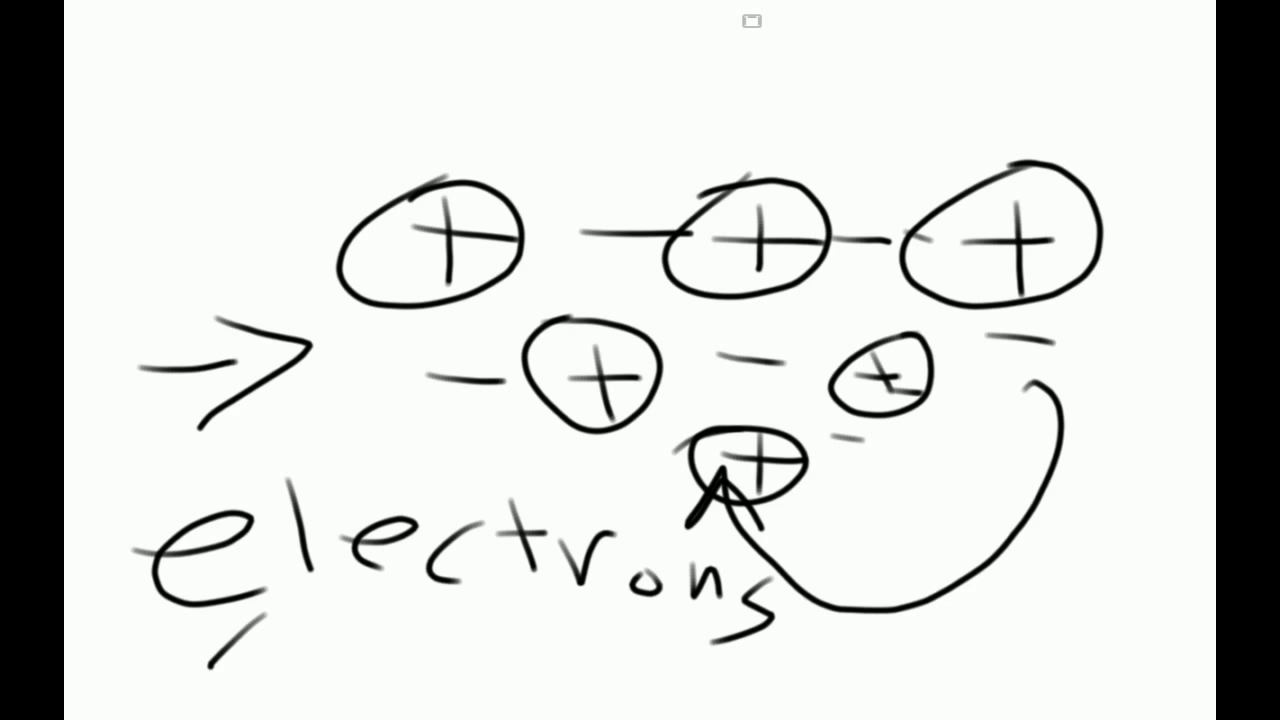 + - + - +
- + - + -
+ -
electrons